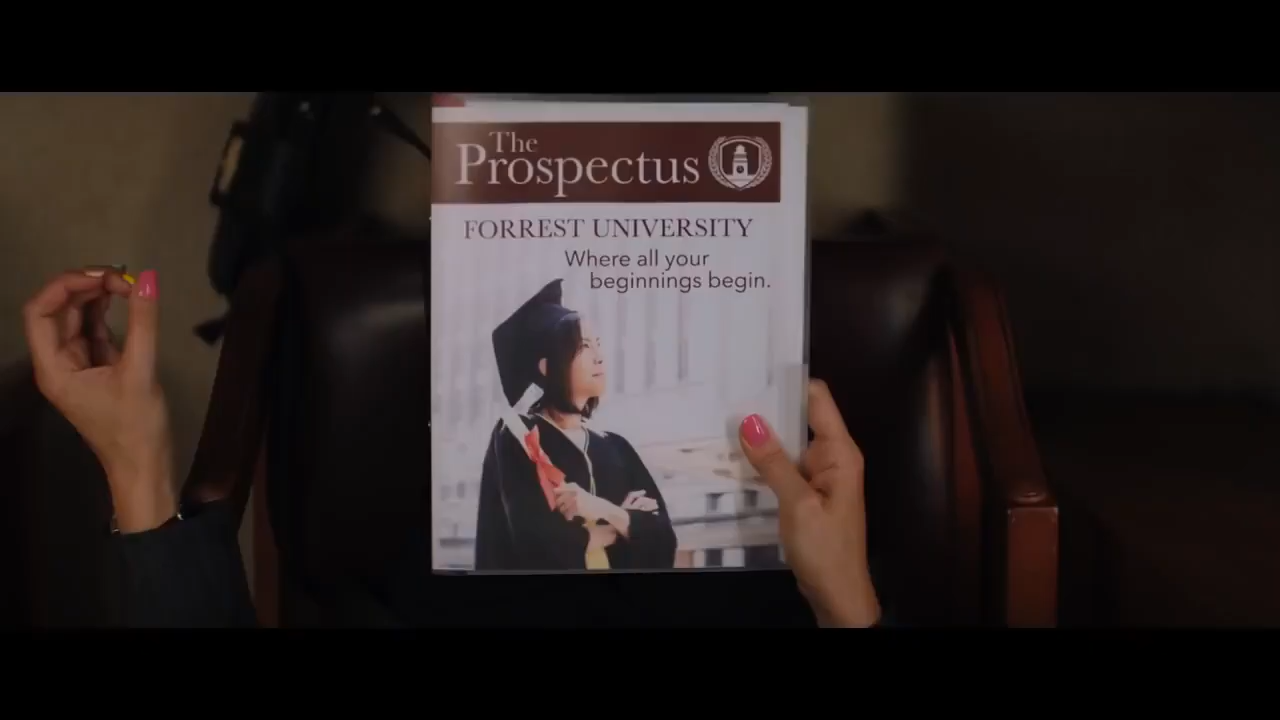 The
Prospectus
FORREST UNIVERSITY
Where all your
beginnings begin.